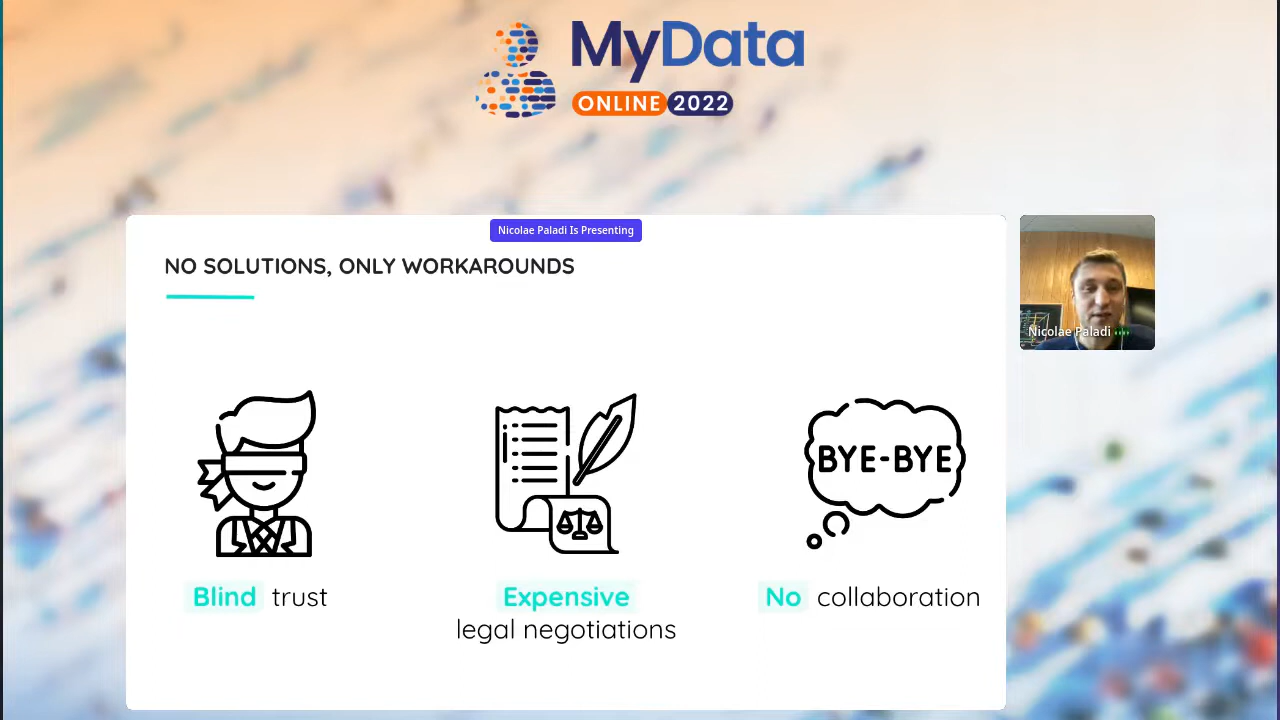 MyData
ONLINE 2022
Nicolae Paladi Is Presenting
NO SOLUTIONS, ONLY WORKAROUNDS
Nicolae Paladi
BYE-BYE
Blind trust
Expensive
legal negotiations
No collaboration